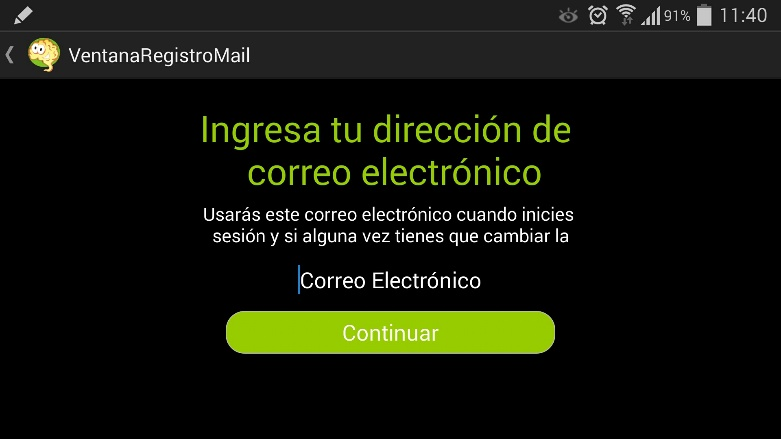 91% 11:40
VentanaRegistroMail
Ingresa tu dirección de
correo electrónico
Usarás este correo electrónico cuando inicies
sesión y si alguna vez tienes que cambiar la
Correo Electrónico
Continuar